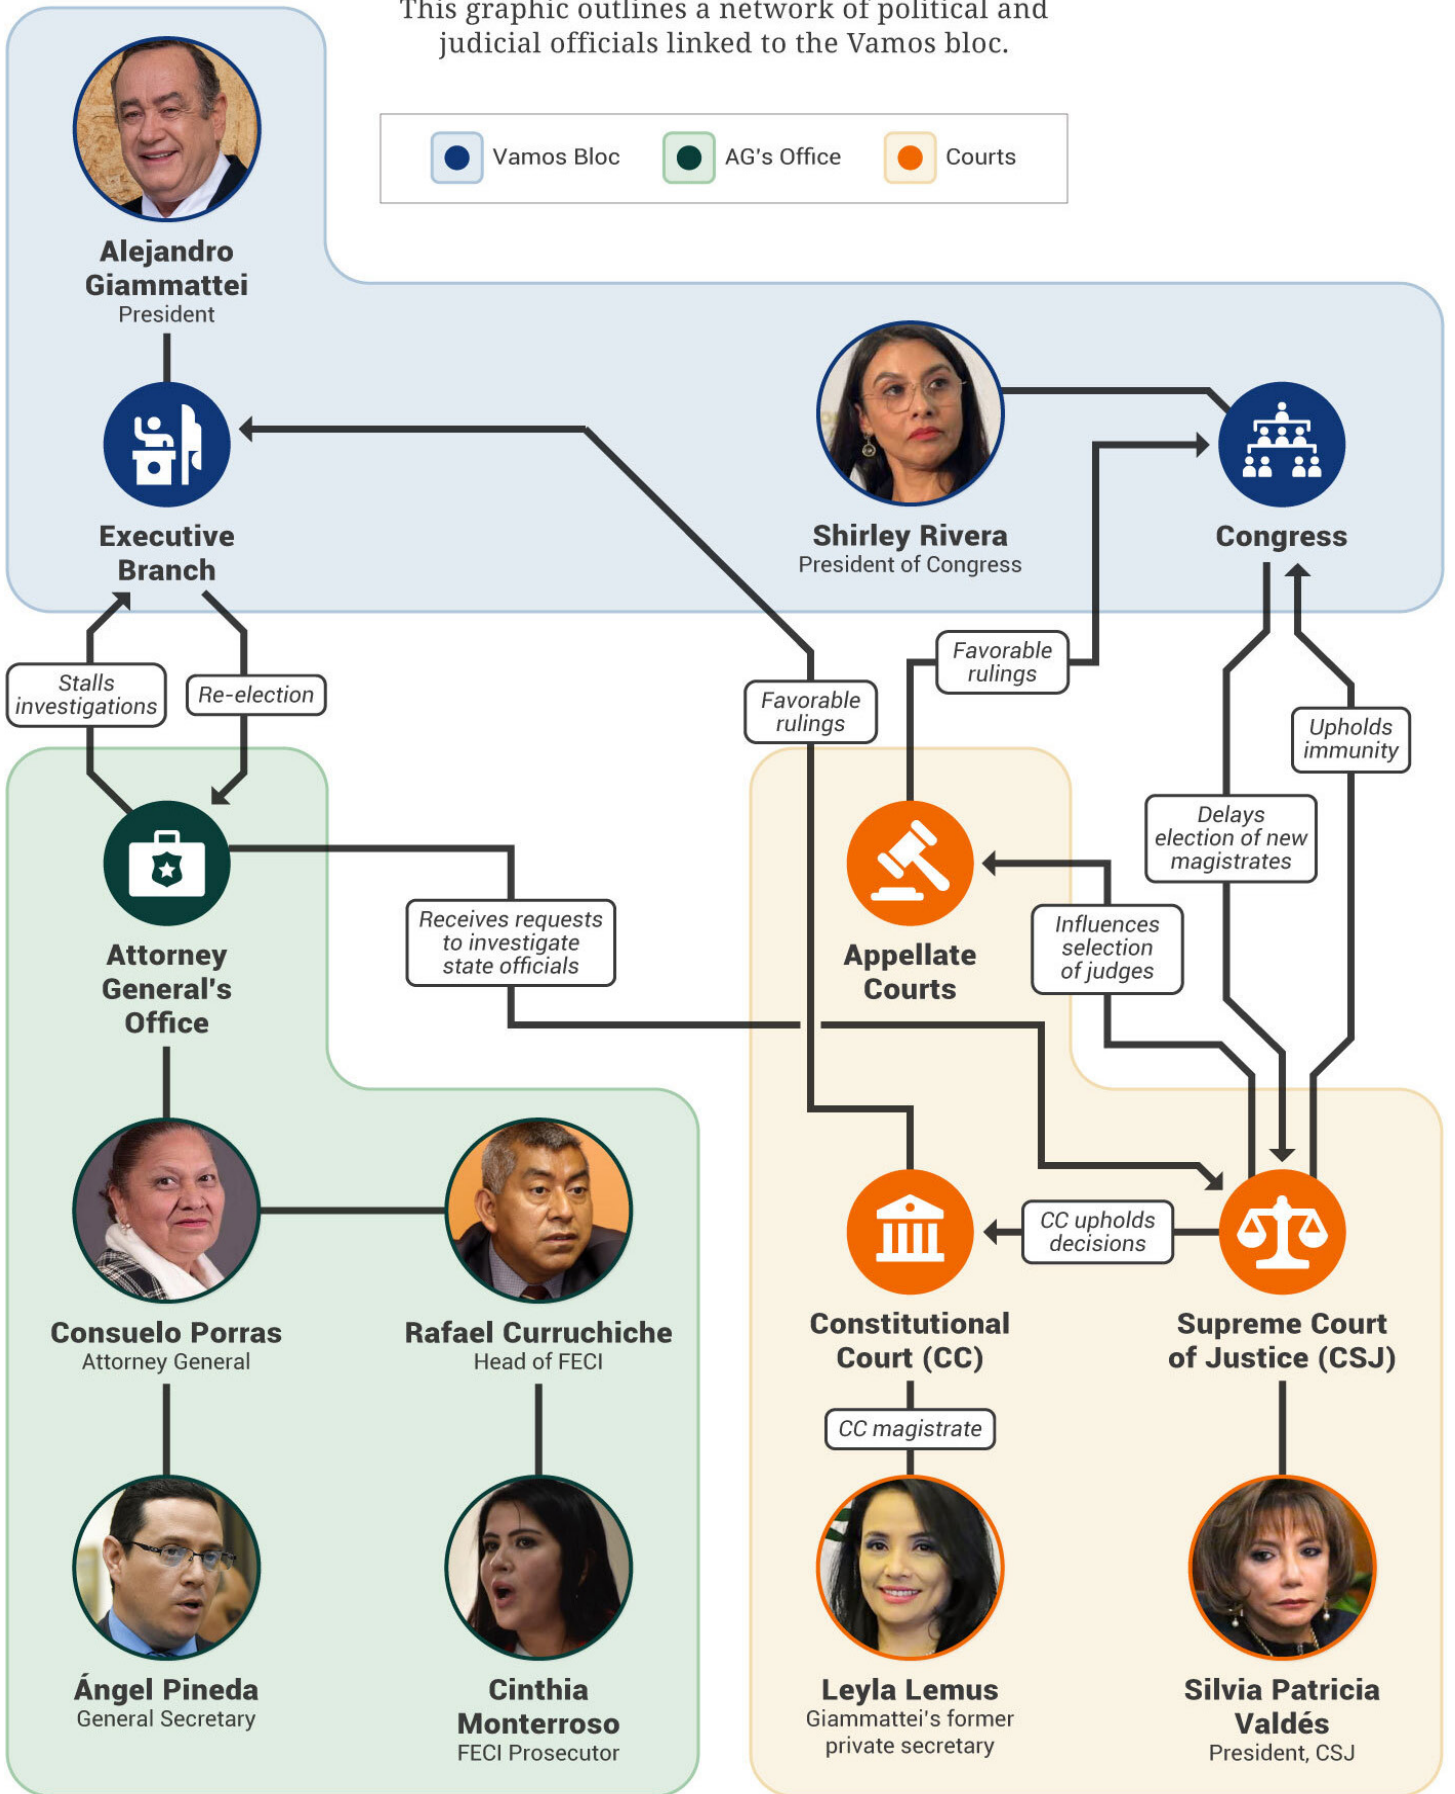 This graphic outlines a network of political and
judicial officials linked to the Vamos bloc.
Vamos Bloc
AG's Office
Courts
Alejandro
Giammattei
President
Executive
Branch
Shirley Rivera
President of Congress
Congress
Stalls
investigations
Re-election
Favorable
rulings
Favorable
rulings
Upholds
immunity
Delays
election of new
magistrates
Receives requests
to investigate
state officials
Influences
selection
of judges
Attorney
General's
Office
Appellate
Courts
CC upholds
decisions
Consuelo Porras
Attorney General
Rafael Curruchiche
Head of FECI
Constitutional
Court (CC)
Supreme Court
of Justice (CSJ)
CC magistrate
Ángel Pineda
General Secretary
Cinthia
Monterroso
FECI Prosecutor
Leyla Lemus
Giammattei's former
private secretary
Silvia Patricia
Valdés
President, CSJ